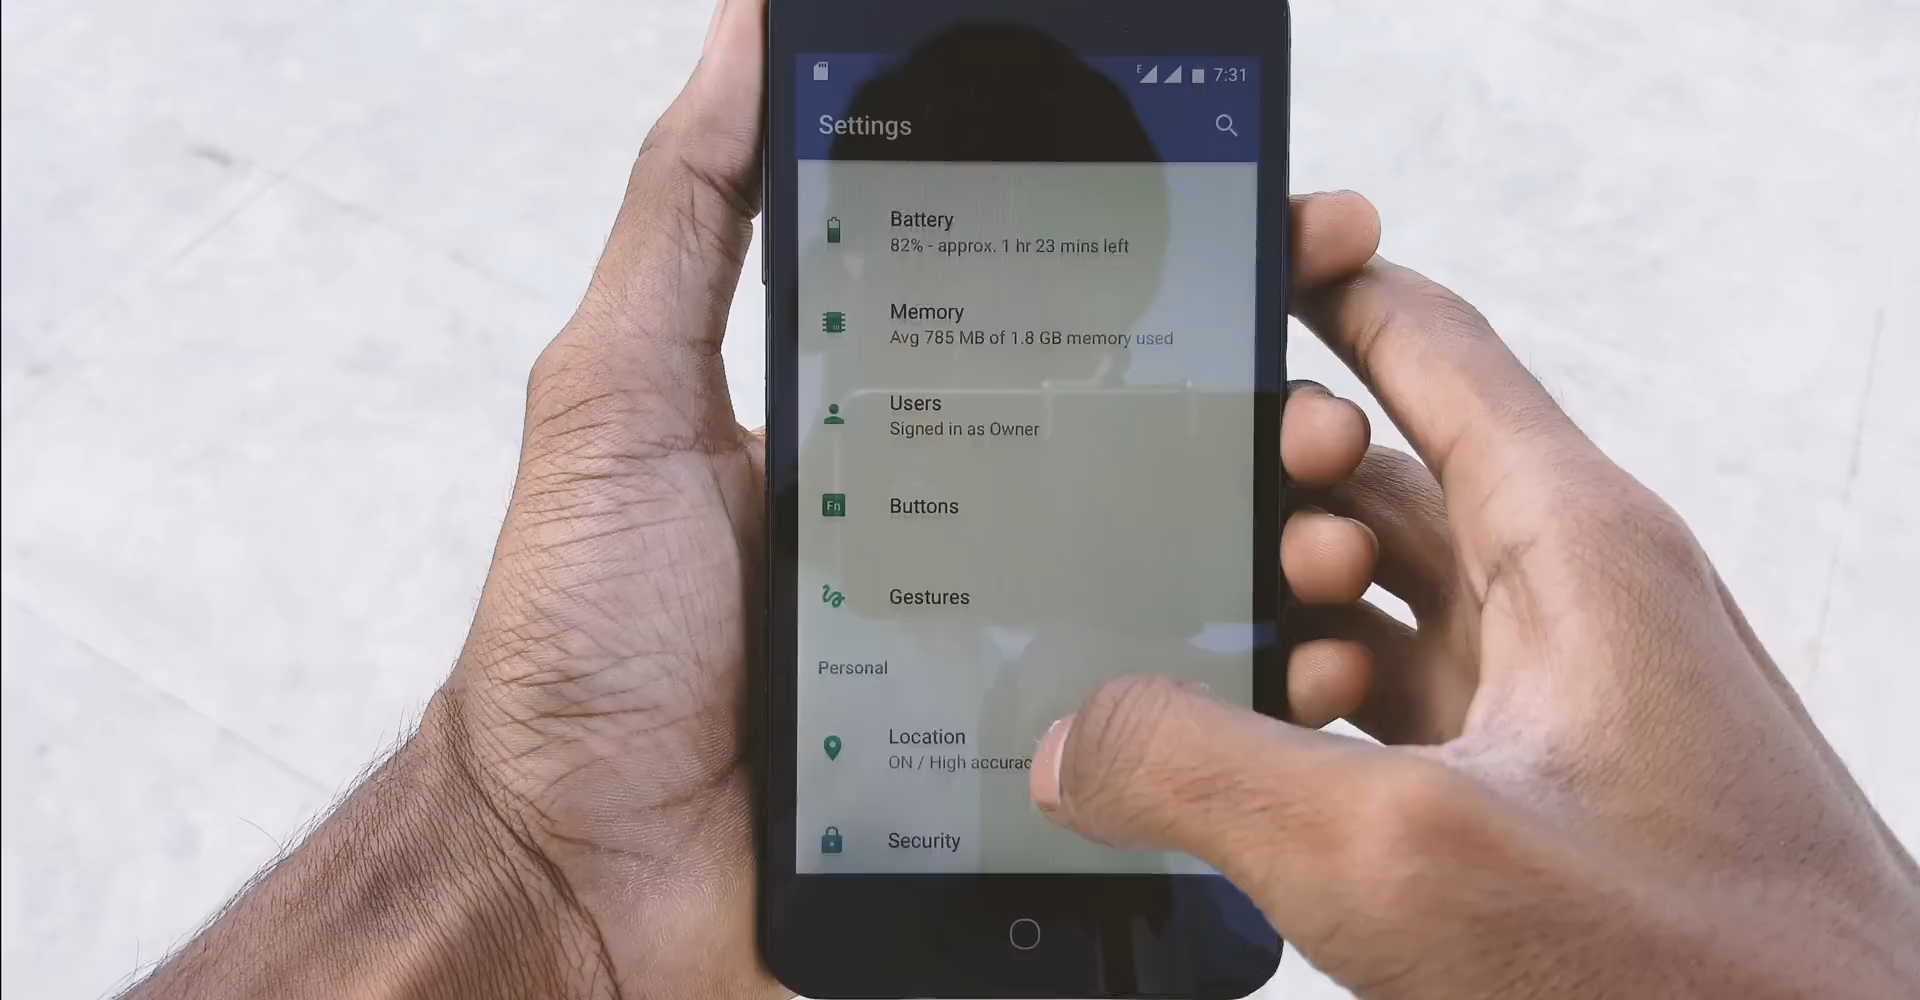 E 7:31
Settings
Battery
82% - approx. 1 hr 23 mins left
Memory
Avg 785 MB of 1.8 GB memory used
Users
Signed in as Owner
Fn
Buttons
Gestures
Personal
Location
ON / High
Security